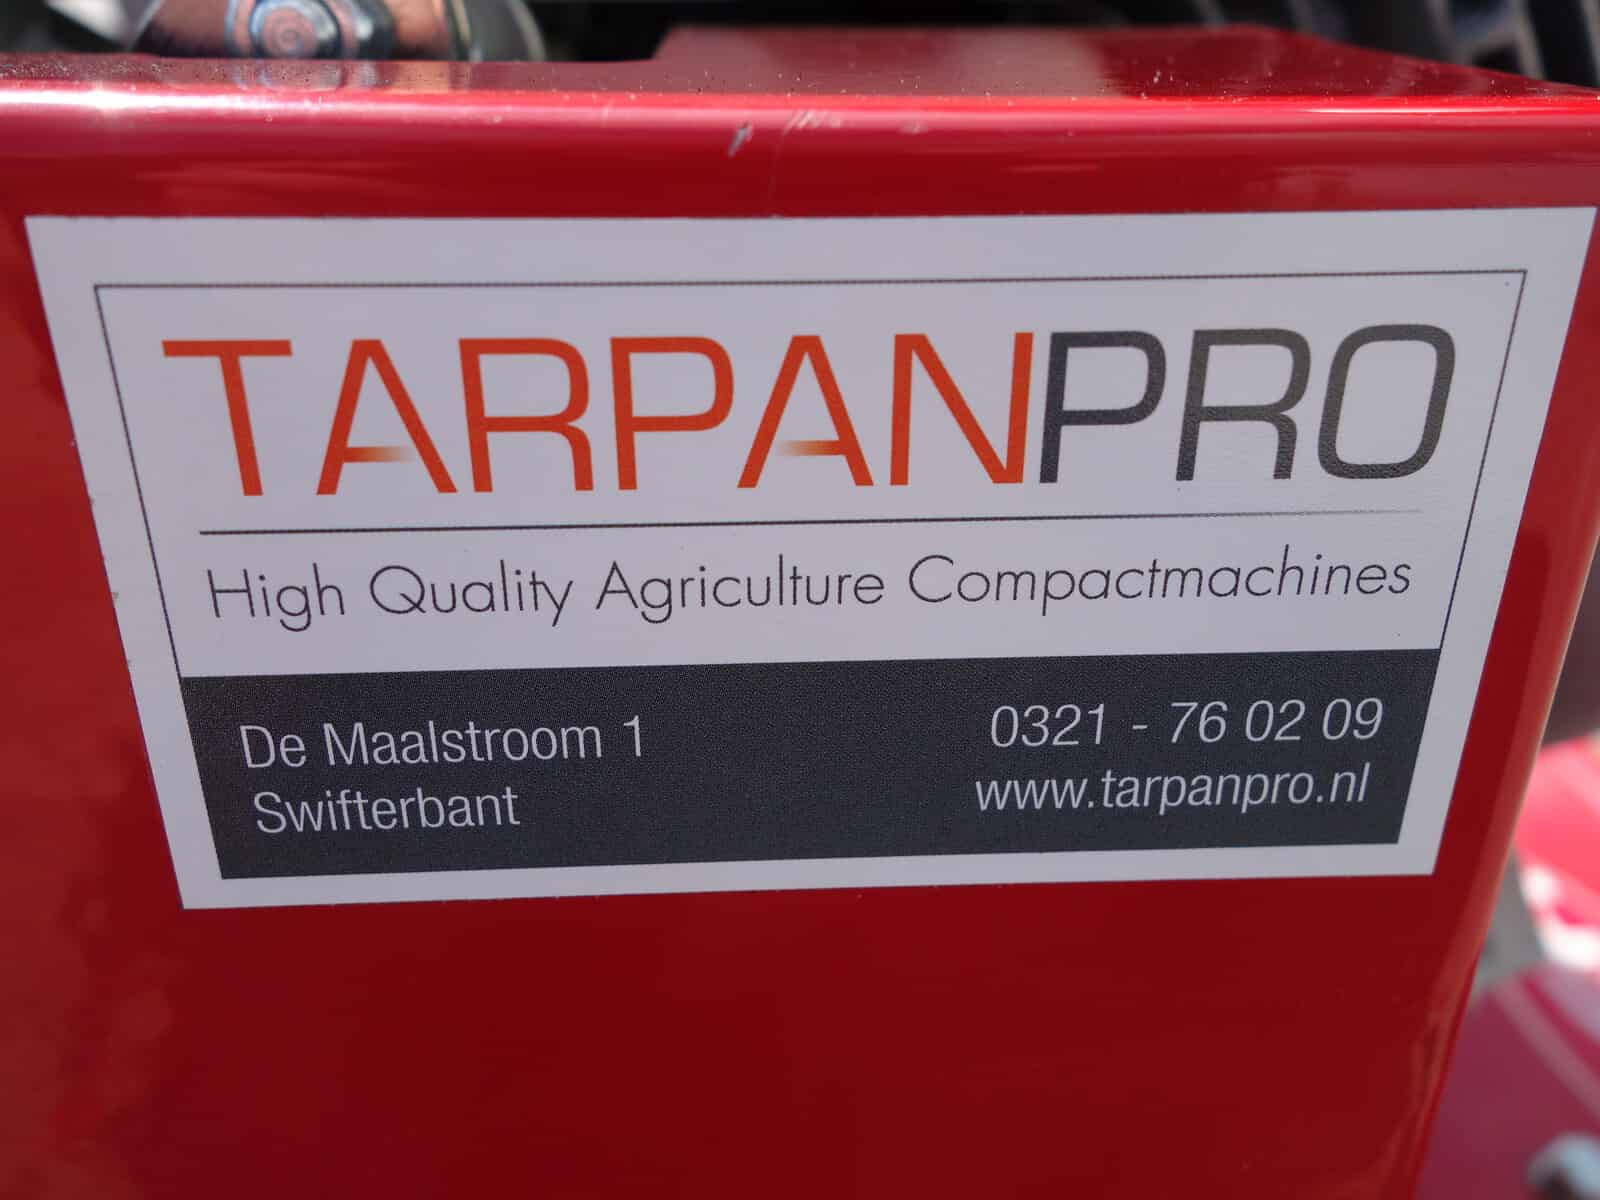 TARPANPRO
High Quality Agriculture Compactmachines
De Maalstroom 1
Swifterbant
0321 - 76 02 09
www.tarpanpro.nl